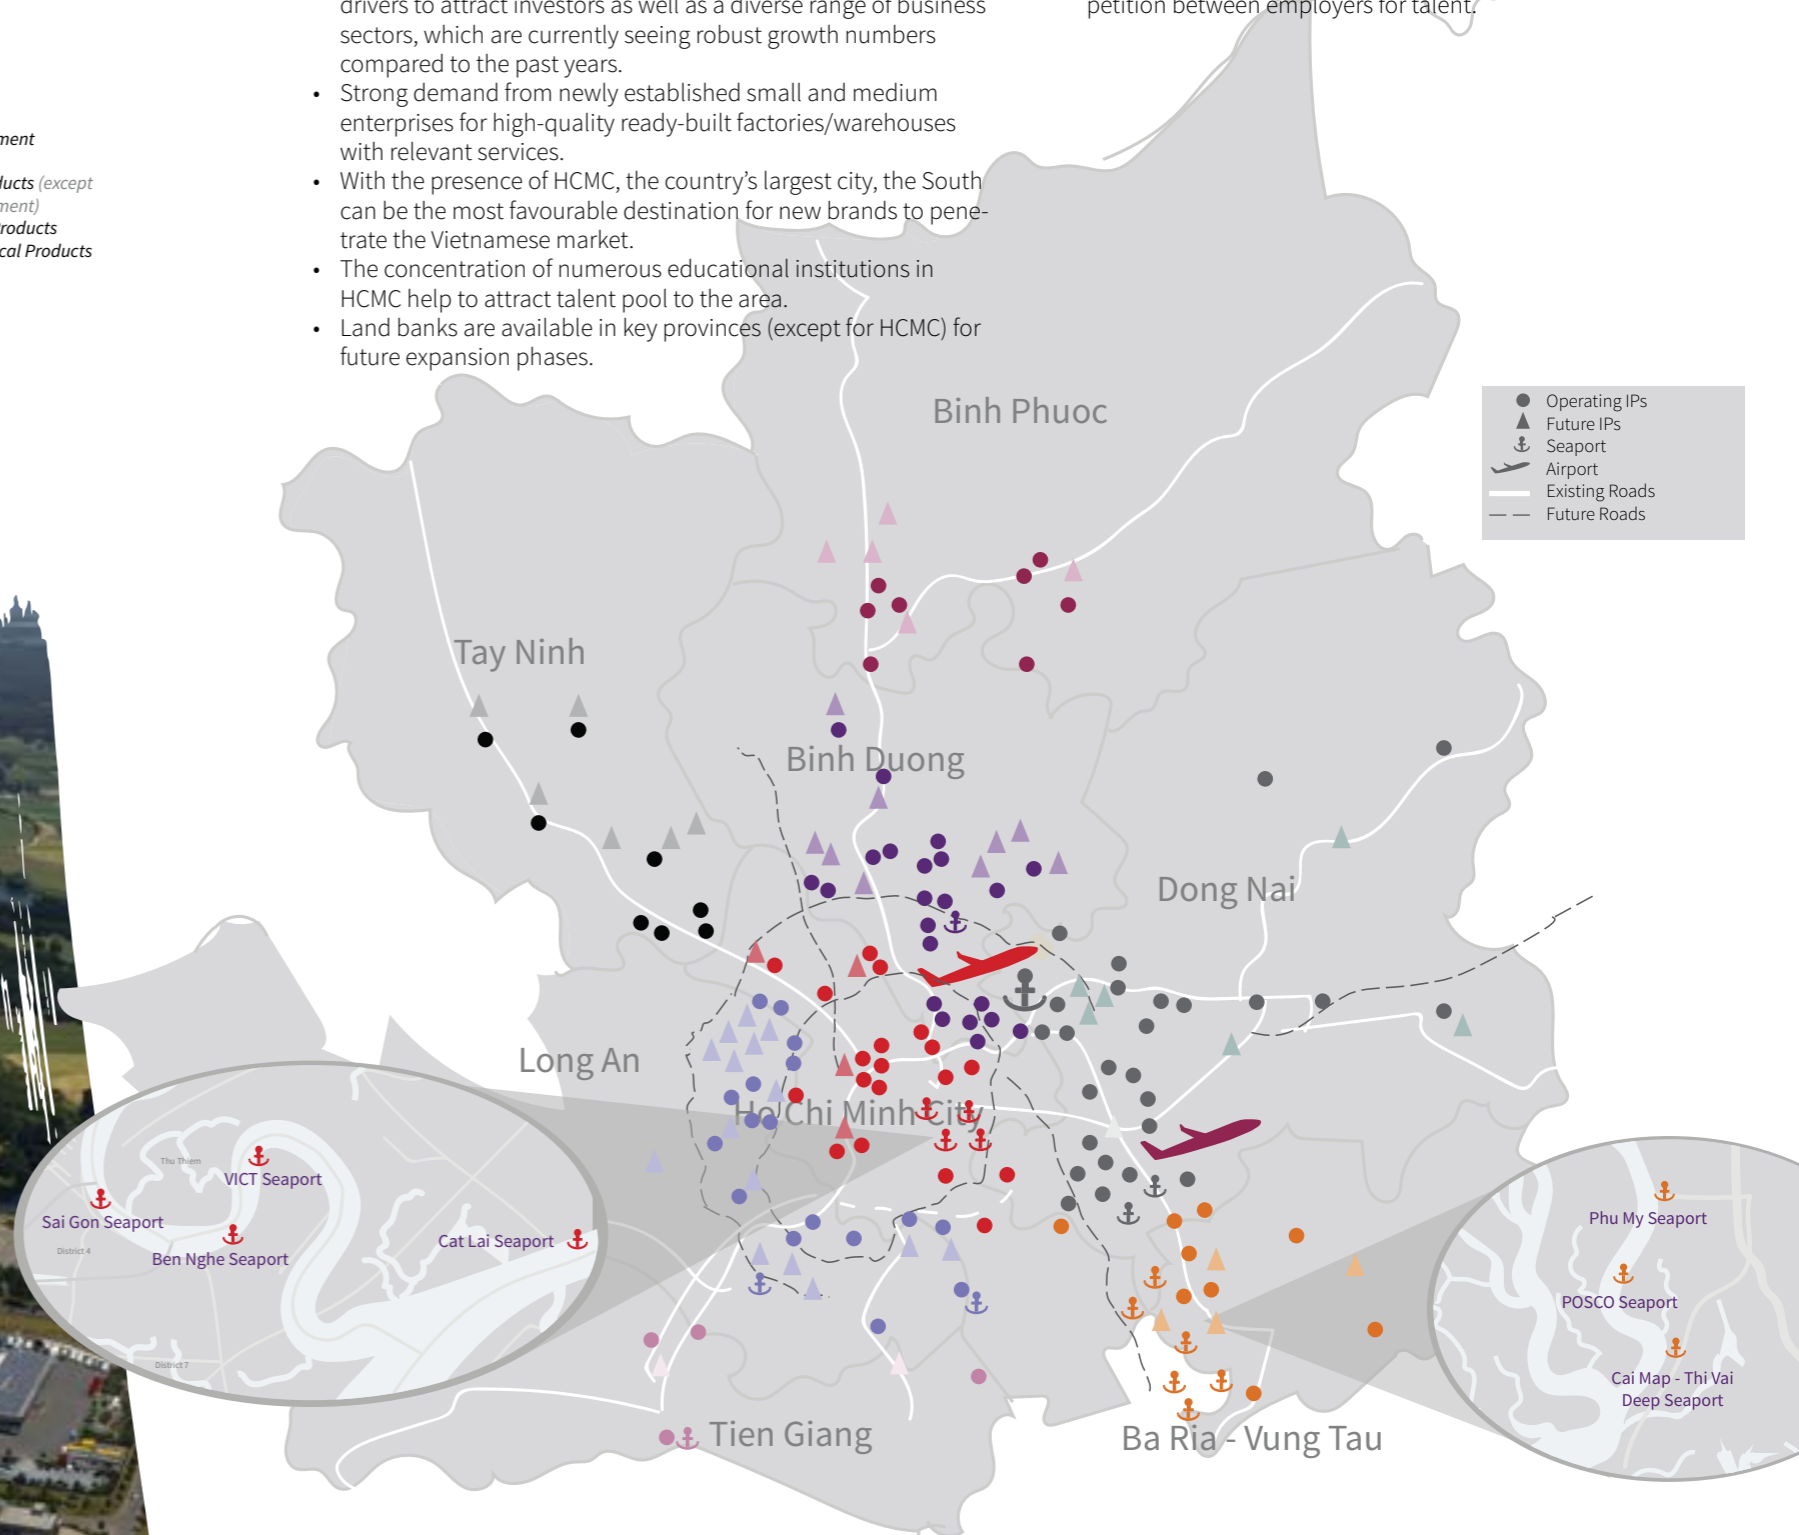 drivers to attract investors as well as a diverse range of business
sectors, which are currently seeing robust growth numbers
compared to the past years.
• Strong demand from newly established small and medium
enterprises for high-quality ready-built factories/warehouses
with relevant services.
• With the presence of HCMC, the country’s largest city, the South
can be the most favourable destination for new brands to pene-
trate the Vietnamese market.
• The concentration of numerous educational institutions in
HCMC help to attract talent pool to the area.
• Land banks are available in key provinces (except for HCMC) for
future expansion phases.
petition between employers for talent.
(except
Products
Operating IPs
Future IPs
Seaport
Airport
Existing Roads
Future Roads
Binh Phuoc
Tay Ninh
Binh Duong
Dong Nai
Long An
Ho Chi Minh City
Tien Giang
Ba Ria - Vung Tau
Thu Thiem
VICT Seaport
Sai Gon Seaport
Ben Nghe Seaport
District 4
Cat Lai Seaport
District 7
Phu My Seaport
POSCO Seaport
Cai Map - Thi Vai
Deep Seaport